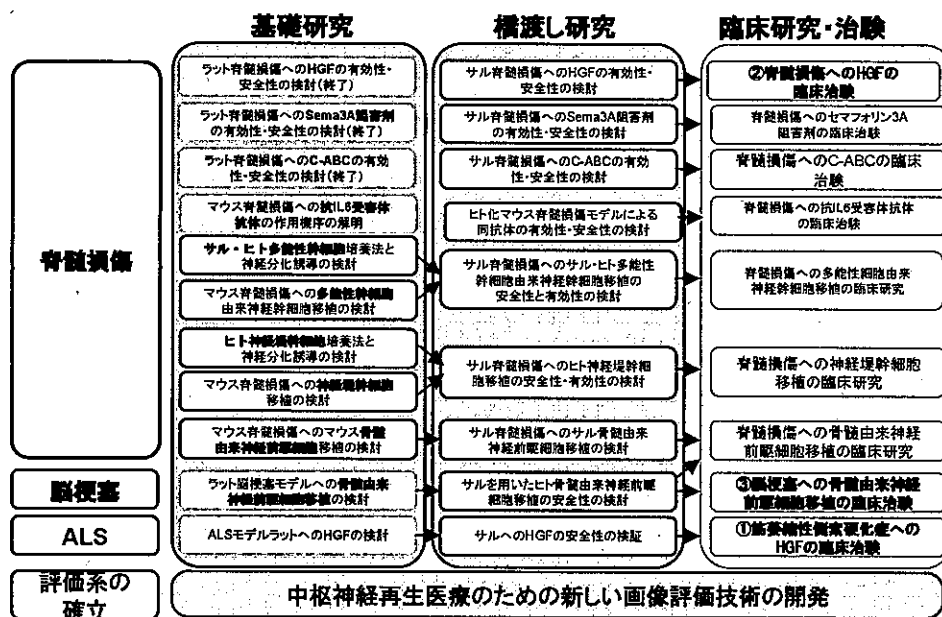 基礎研究
橋渡し研究
臨床研究・治験
脊髄損傷
ラット脊髄損傷へのHGFの有効性・
安全性の検討(終了)
サル脊髄損傷へのHGFの有効性・
安全性の検討
②脊髄損傷へのHGFの
臨床治験
ラット脊髄損傷へのSema3A阻害剤
の有効性・安全性の検討(終了)
サル脊髄損傷へのSema3A阻害剤
の有効性・安全性の検討
脊髄損傷へのセマフォリン3A
阻害剤の臨床治験
ラット脊髄損傷へのC-ABCの有効
性・安全性の検討(終了)
サル脊髄損傷へのC-ABCの有効
性・安全性の検討
脊髄損傷へのC-ABCの臨床
治験
マウス脊髄損傷への抗IL6受容体
抗体の作用機序の解明
ヒト化マウス脊髄損傷モデルによる
同抗体の有効性・安全性の検討
脊髄損傷への抗IL6受容体抗体
の臨床治験
サル・ヒト多能性幹細胞培養法と
神経分化誘導の検討
マウス脊髄損傷への多能性幹細胞
由来神経幹細胞移植の検討
サル脊髄損傷へのサル・ヒト多能性
幹細胞由来神経幹細胞移植の
安全性と有効性の検討
脊髄損傷への多能性細胞由来
神経幹細胞移植の臨床研究
ヒト神経堤幹細胞培養法と
神経分化誘導の検討
マウス脊髄損傷への神経堤幹細胞
移植の検討
サル脊髄損傷へのヒト神経堤幹細
胞移植の安全性・有効性の検討
脊髄損傷への神経堤幹細胞
移植の臨床研究
マウス脊髄損傷へのマウス骨髄
由来神経前駆細胞移植の検討
サル脊髄損傷へのサル骨髄由来
神経前駆細胞移植の検討
脊髄損傷への骨髄由来神経
前駆細胞移植の臨床研究
脳梗塞
ラット脳梗塞モデルへの骨髄由来
神経前駆細胞移植の検討
サルを用いたヒト骨髄由来神経前駆
細胞移植の安全性の検討
③脳梗塞への骨髄由来神経
前駆細胞移植の臨床治験
ALS
ALSモデルラットへのHGFの検討
サルへのHGFの安全性の検証
①筋萎縮性側索硬化症への
HGFの臨床治験
評価系の
確立
中枢神経再生医療のための新しい画像評価技術の開発